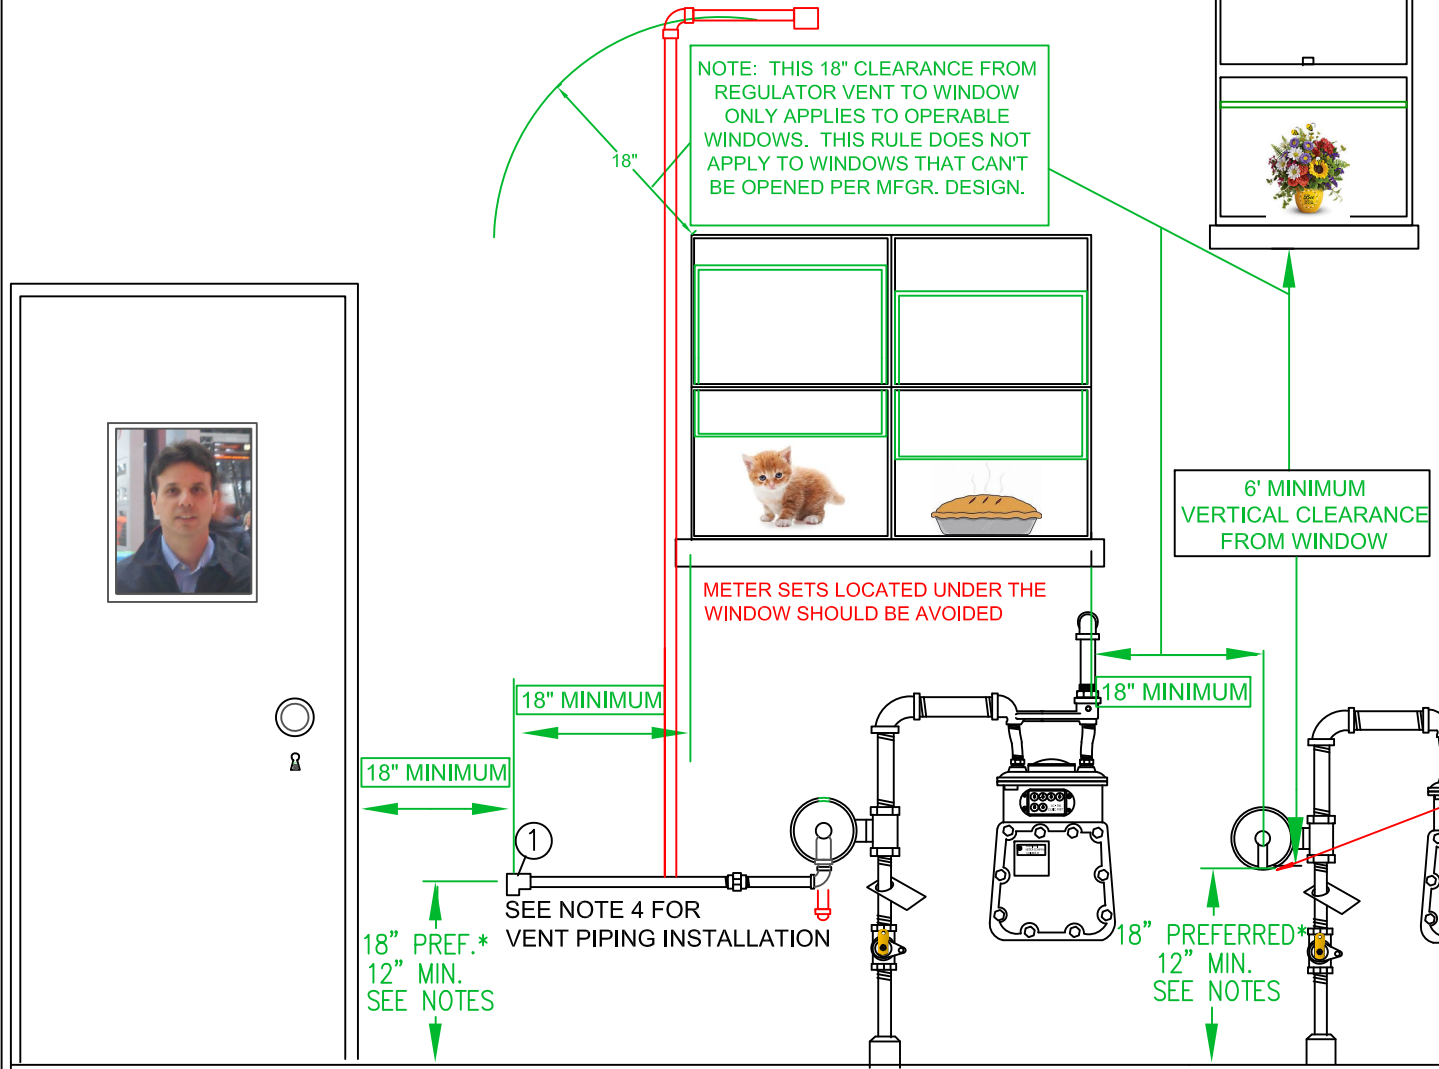 NOTE: THIS 18" CLEARANCE FROM
REGULATOR VENT TO WINDOW
ONLY APPLIES TO OPERABLE
WINDOWS. THIS RULE DOES NOT
APPLY TO WINDOWS THAT CAN'T
BE OPENED PER MFGR. DESIGN.
18"
6' MINIMUM
VERTICAL CLEARANCE
FROM WINDOW
METER SETS LOCATED UNDER THE
WINDOW SHOULD BE AVOIDED
18" MINIMUM
18" MINIMUM
18" MINIMUM
1
SEE NOTE 4 FOR
VENT PIPING INSTALLATION
18” PREF.*
12” MIN.
SEE NOTES
18” PREFERRED*
12” MIN.
SEE NOTES